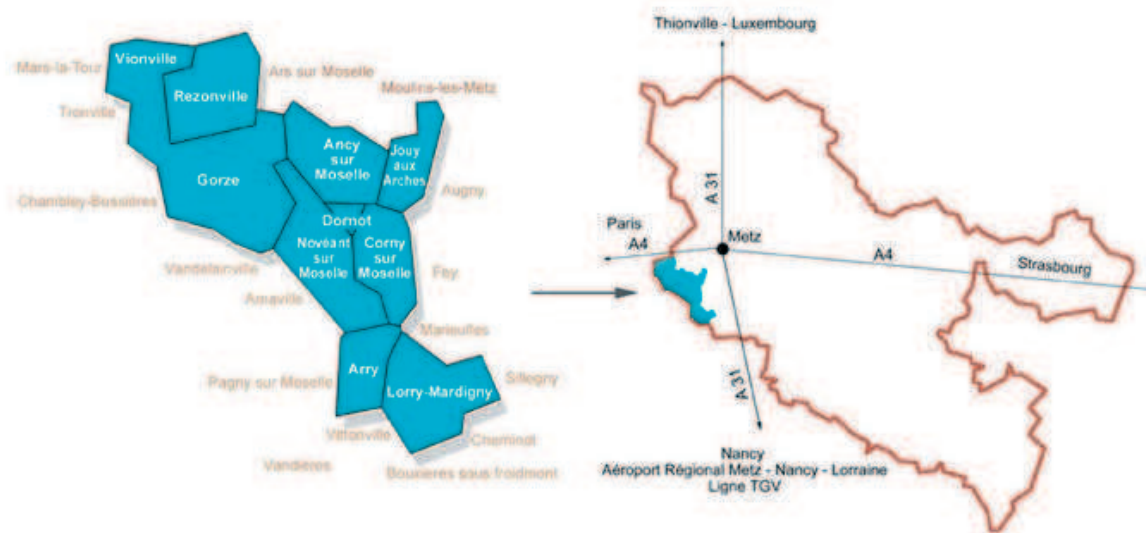 Vionville
Mars-la-Tour
Rezonville
Ars sur Moselle
Moulins-les-Metz
Tronville
Ancy
sur
Moselle
Jouy
aux
Arches
Gorze
Augny
Chambley-Bussières
Dornot
Novéant
sur
Moselle
Corny
sur
Moselle
Vandelainville
Fey
Arnaville
Marieulles
Arry
Pagny sur Moselle
Lorry-Mardigny
Sillegny
Vittonville
Cheminot
Vandières
Bouxières sous froidmont
Thionville - Luxembourg
A 31
Paris
A4
Metz
A4
Strasbourg
A31
Nancy
Aéroport Régional Metz - Nancy - Lorraine
Ligne TGV